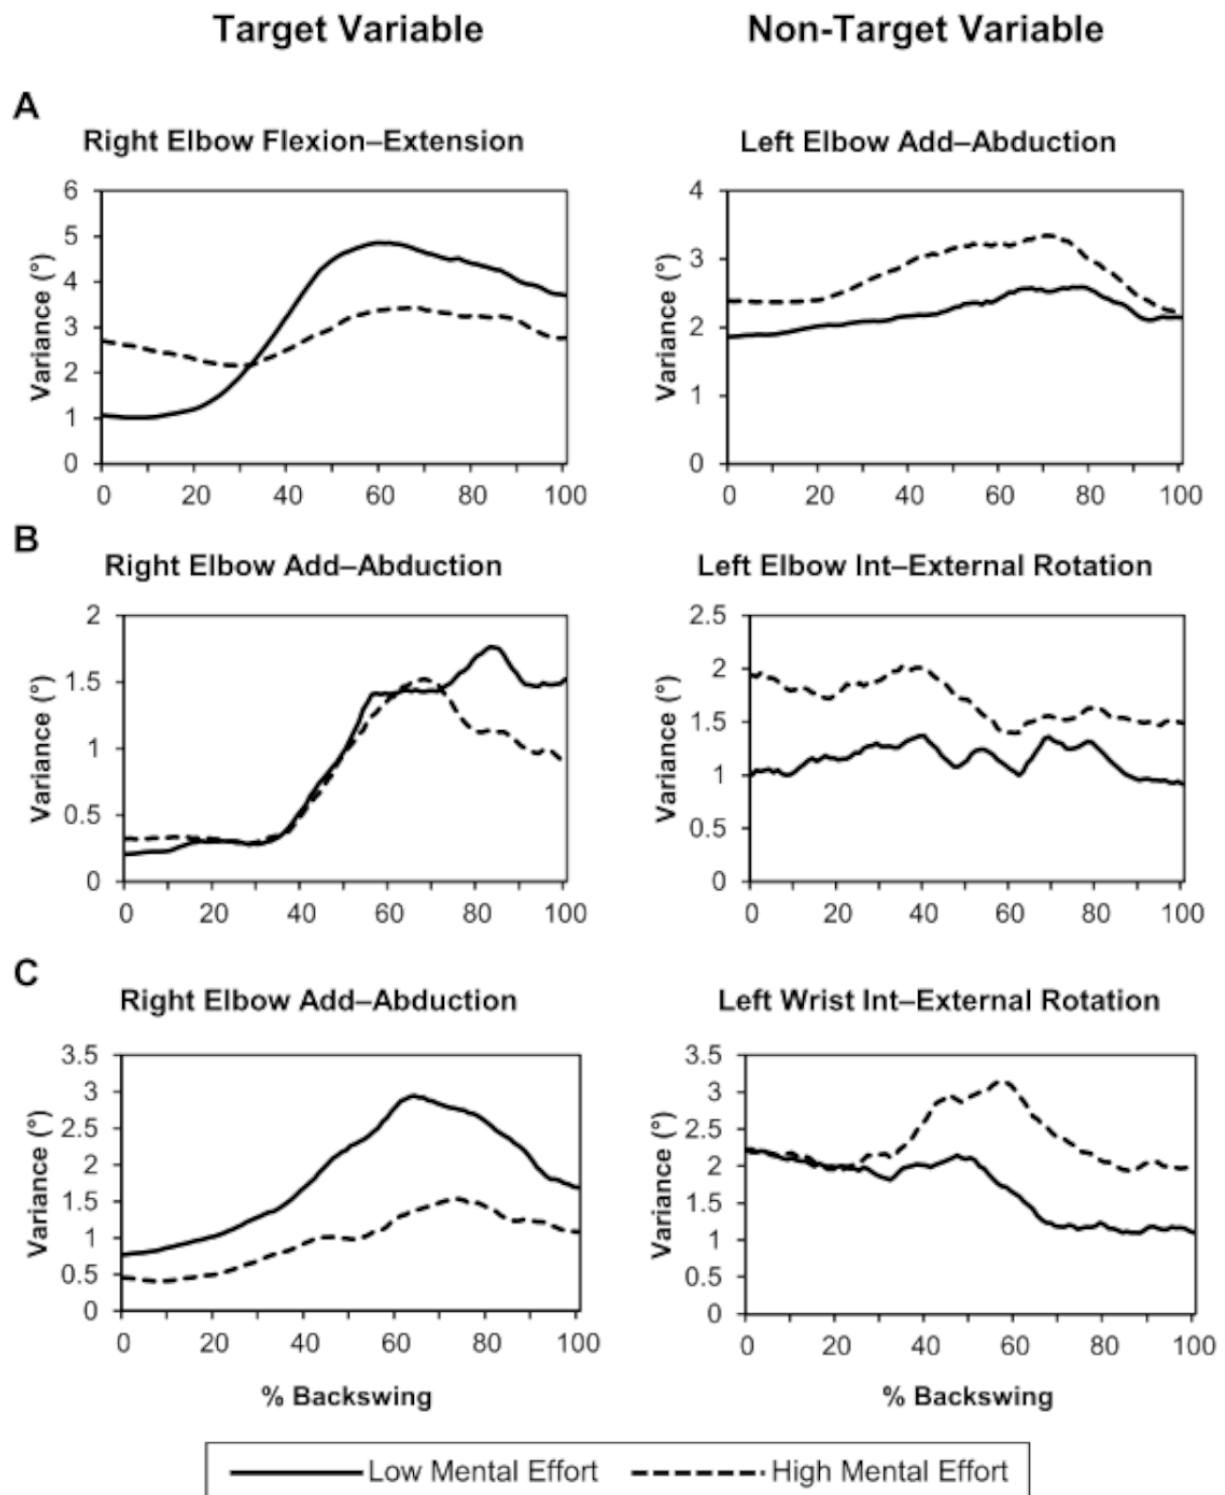 Target Variable Non-Target Variable
A
Right Elbow Flexion–Extension Left Elbow Add–Abduction
6
5
4
3
2
1
0
Variance (°)
0 20 40 60 80 100
4
3
2
1
0
Variance (°)
0 20 40 60 80 100
B
Right Elbow Add–Abduction Left Elbow Int–External Rotation
2
1.5
1
0.5
0
Variance (°)
0 20 40 60 80 100
2.5
2
1.5
1
0.5
0
Variance (°)
0 20 40 60 80 100
C
Right Elbow Add–Abduction Left Wrist Int–External Rotation
3.5
3
2.5
2
1.5
1
0.5
0
Variance (°)
0 20 40 60 80 100
% Backswing
3.5
3
2.5
2
1.5
1
0.5
0
Variance (°)
0 20 40 60 80 100
% Backswing
Low Mental Effort High Mental Effort